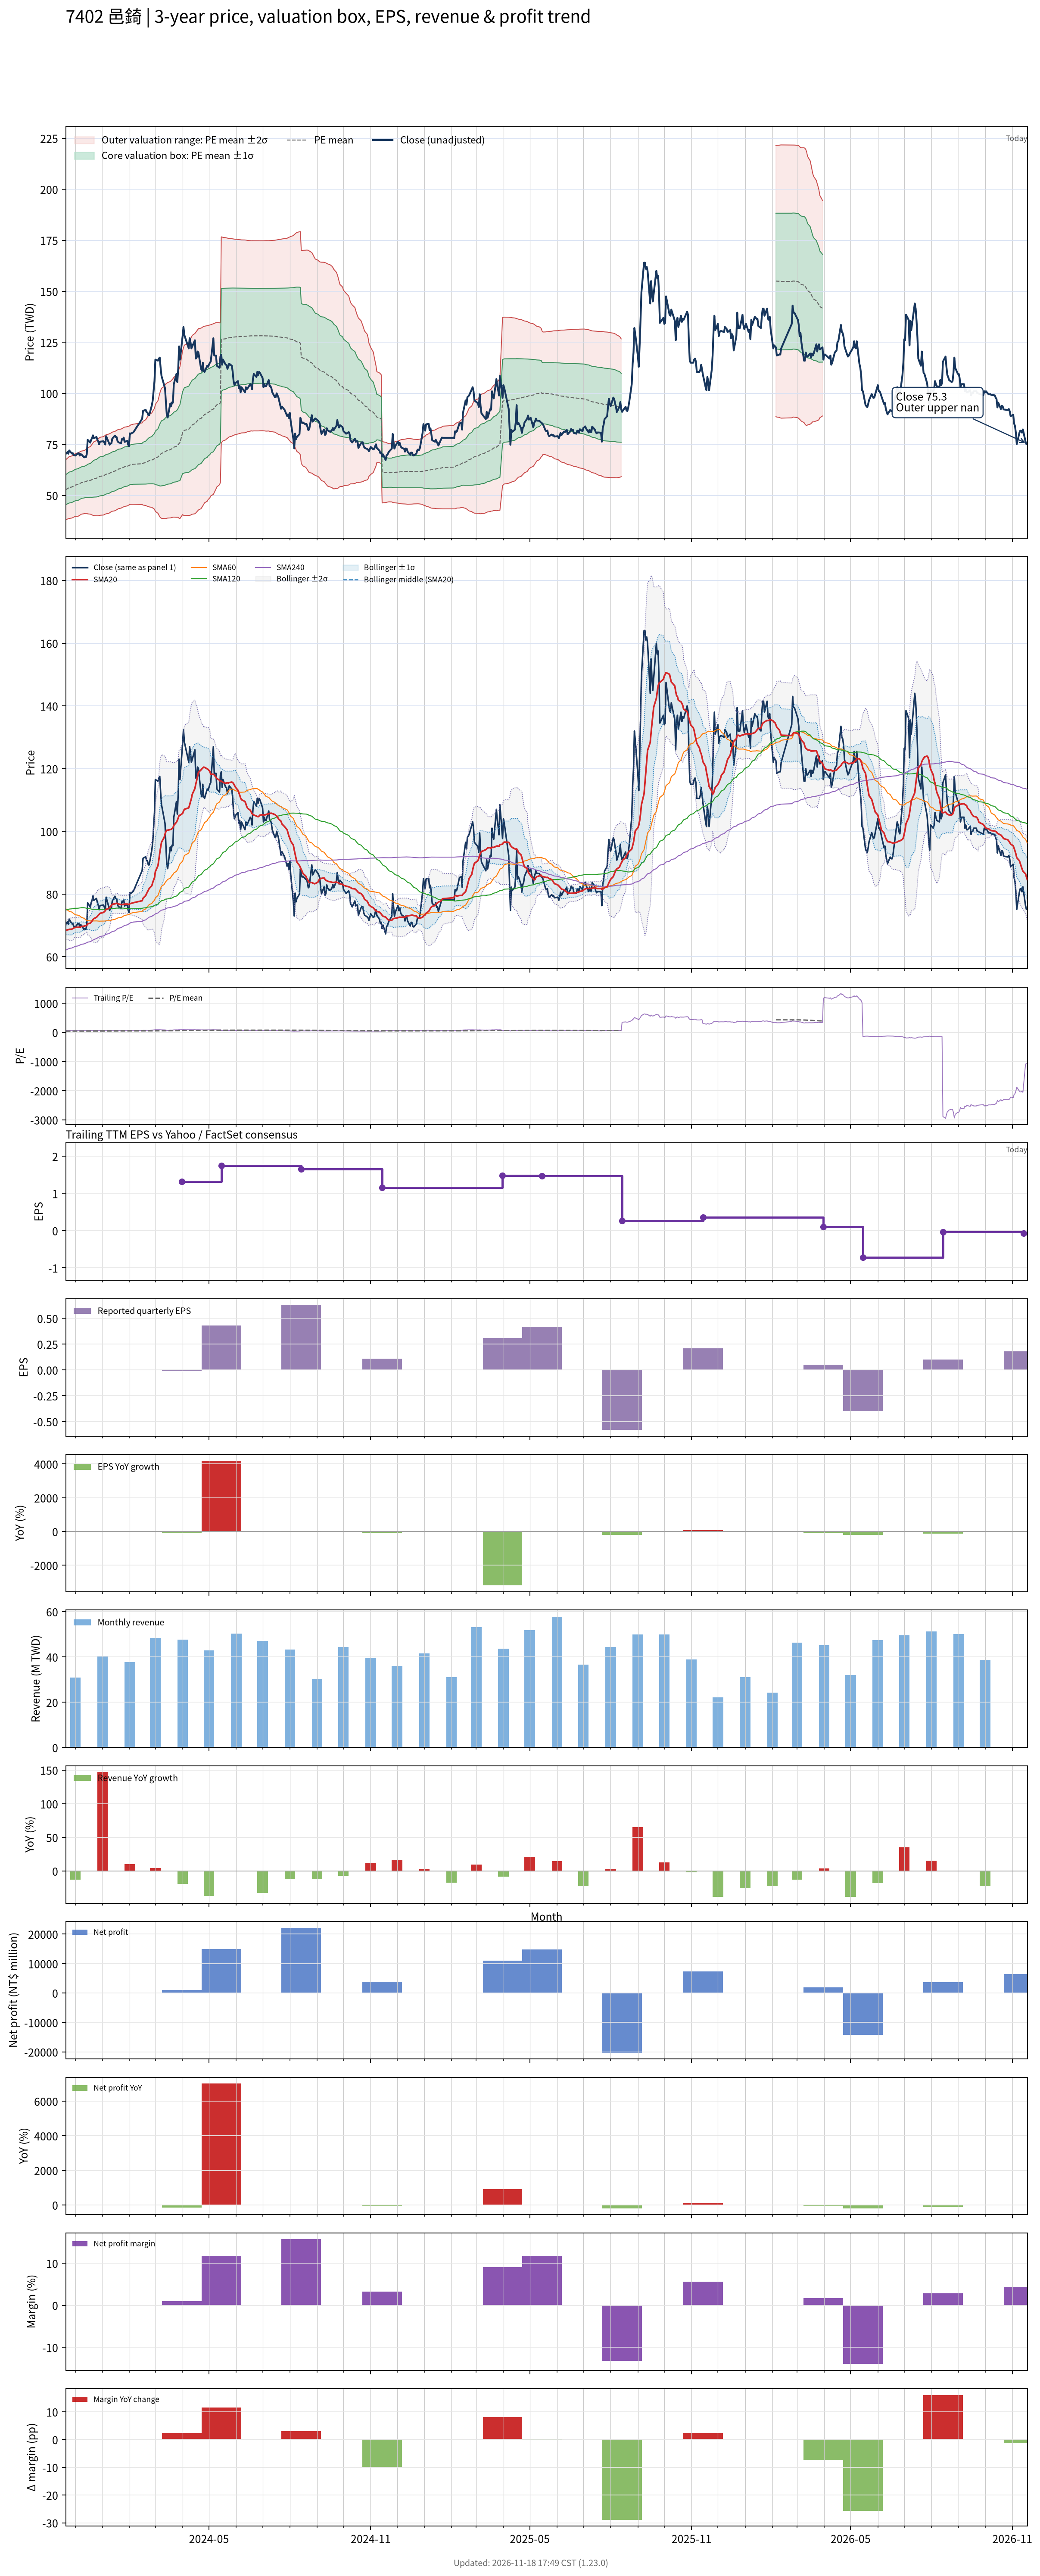 7402 邑錡 | 3-year price, valuation box, EPS, revenue & profit trend
Outer valuation range: PE mean ±2σ
PE mean
Close (unadjusted)
Core valuation box: PE mean ±1σ
Today
225
200
175
150
125
100
75
50
Price (TWD)
Close 75.3
Outer upper nan
Close (same as panel 1)
SMA20
SMA60
SMA120
SMA240
Bollinger ±2σ
Bollinger ±1σ
Bollinger middle (SMA20)
180
160
140
120
100
80
60
Price
Trailing P/E
P/E mean
1000
0
-1000
-2000
-3000
P/E
Trailing TTM EPS vs Yahoo / FactSet consensus
Today
2
1
0
-1
EPS
Reported quarterly EPS
0.50
0.25
0.00
-0.25
-0.50
EPS
EPS YoY growth
4000
2000
0
-2000
YoY (%)
Monthly revenue
60
40
20
0
Revenue (M TWD)
Revenue YoY growth
150
100
50
0
YoY (%)
Month
Net profit
20000
10000
0
-10000
-20000
Net profit (NT$ million)
Net profit YoY
6000
4000
2000
0
YoY (%)
Net profit margin
10
0
-10
Margin (%)
Margin YoY change
10
0
-10
-20
-30
Δ margin (pp)
2024-05
2024-11
2025-05
2025-11
2026-05
2026-11
Updated: 2026-11-18 17:49 CST (1.23.0)